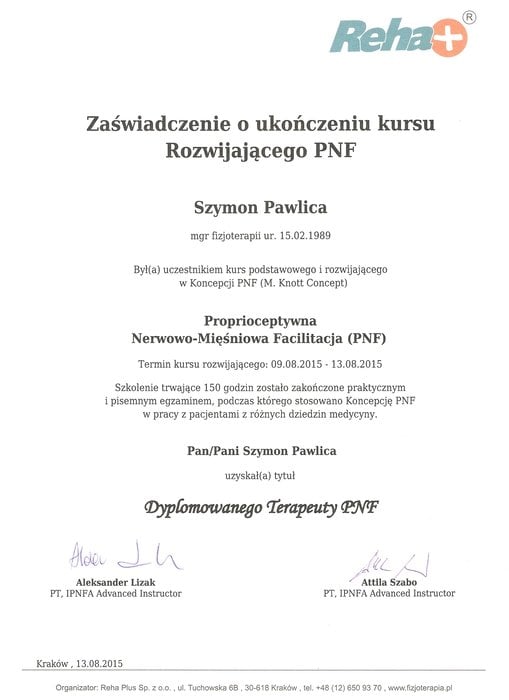 Reha+®
Zaświadczenie o ukończeniu kursu
Rozwijającego PNF
Szymon Pawlica
mgr fizjoterapii ur. 15.02.1989
Był(a) uczestnikiem kurs podstawowego i rozwijającego
w Koncepcji PNF (M. Knott Concept)
Proprioceptywna
Nerwowo-Mięśniowa Facilitacja (PNF)
Termin kursu rozwijającego: 09.08.2015 - 13.08.2015
Szkolenie trwające 150 godzin zostało zakończone praktycznym
i pisemnym egzaminem, podczas którego stosowano Koncepcję PNF
w pracy z pacjentami z różnych dziedzin medycyny.
Pan/Pani Szymon Pawlica
uzyskał(a) tytuł
Dyplomowanego Terapeuty PNF
Aleksander Lizak
PT, IPNFA Advanced Instructor
Attila Szabo
PT, IPNFA Advanced Instructor
Kraków , 13.08.2015
Organizator: Reha Plus Sp. z o.o. , ul. Tuchowska 6B , 30-618 Kraków , tel. +48 (12) 650 93 70 , www.fizjoterapia.pl